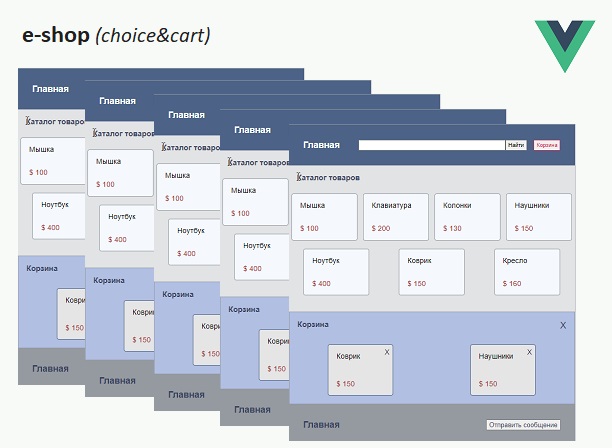 e-shop (choice&cart)
Главная
Каталог товаров
Мышка
$ 100
Ноутбук
$ 400
Корзина
Коври
$ 150
Главная
Главная
Каталог товаров
Мышка
$ 100
Ноутбук
$ 400
Корзина
Коври
$ 150
Главная
Главная
Каталог товаров
Мышка
$ 100
Ноутбук
$ 400
Корзина
Коври
$ 150
Главная
Главная
Каталог товаров
Мышка
$ 100
Ноутбук
$ 400
Корзина
Коврик
$ 150
Главная
Главная Найти Корзина
Каталог товаров
Мышка Клавиатура Колонки Наушники
$ 100 $ 200 $ 130 $ 150
Ноутбук Коврик Кресло
$ 400 $ 150 $ 160
Корзина X
Коврик X Наушники X
$ 150 $ 150
Главная Отправить сообщение